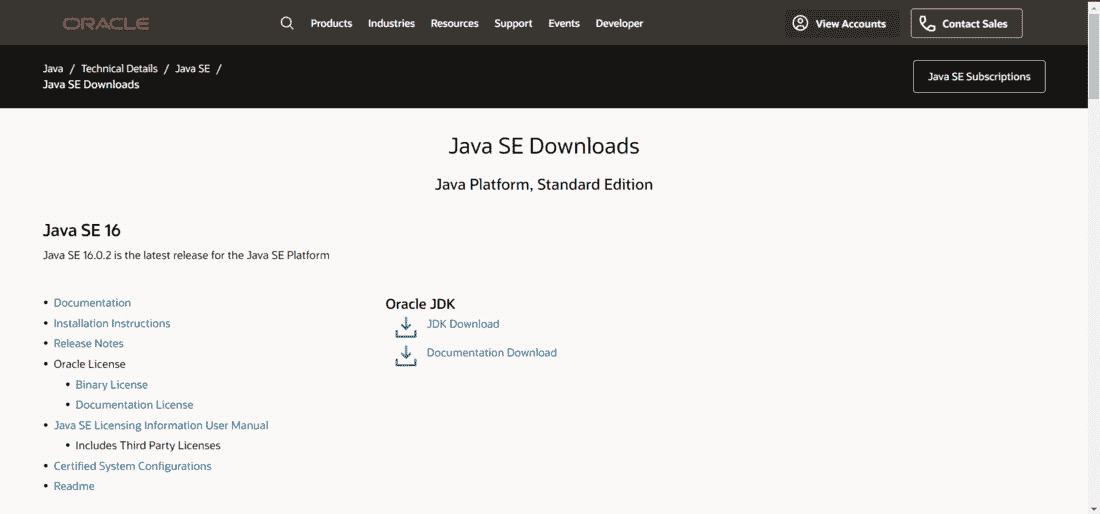 ORACLE
Products Industries Resources Support Events Developer
View Accounts
Contact Sales
Java / Technical Details / Java SE /
Java SE Downloads
Java SE Subscriptions
Java SE Downloads
Java Platform, Standard Edition
Java SE 16
Java SE 16.0.2 is the latest release for the Java SE Platform
Documentation
Installation Instructions
Release Notes
Oracle License
Binary License
Documentation License
Java SE Licensing Information User Manual
Includes Third Party Licenses
Certified System Configurations
Readme
Oracle JDK
JDK Download
Documentation Download